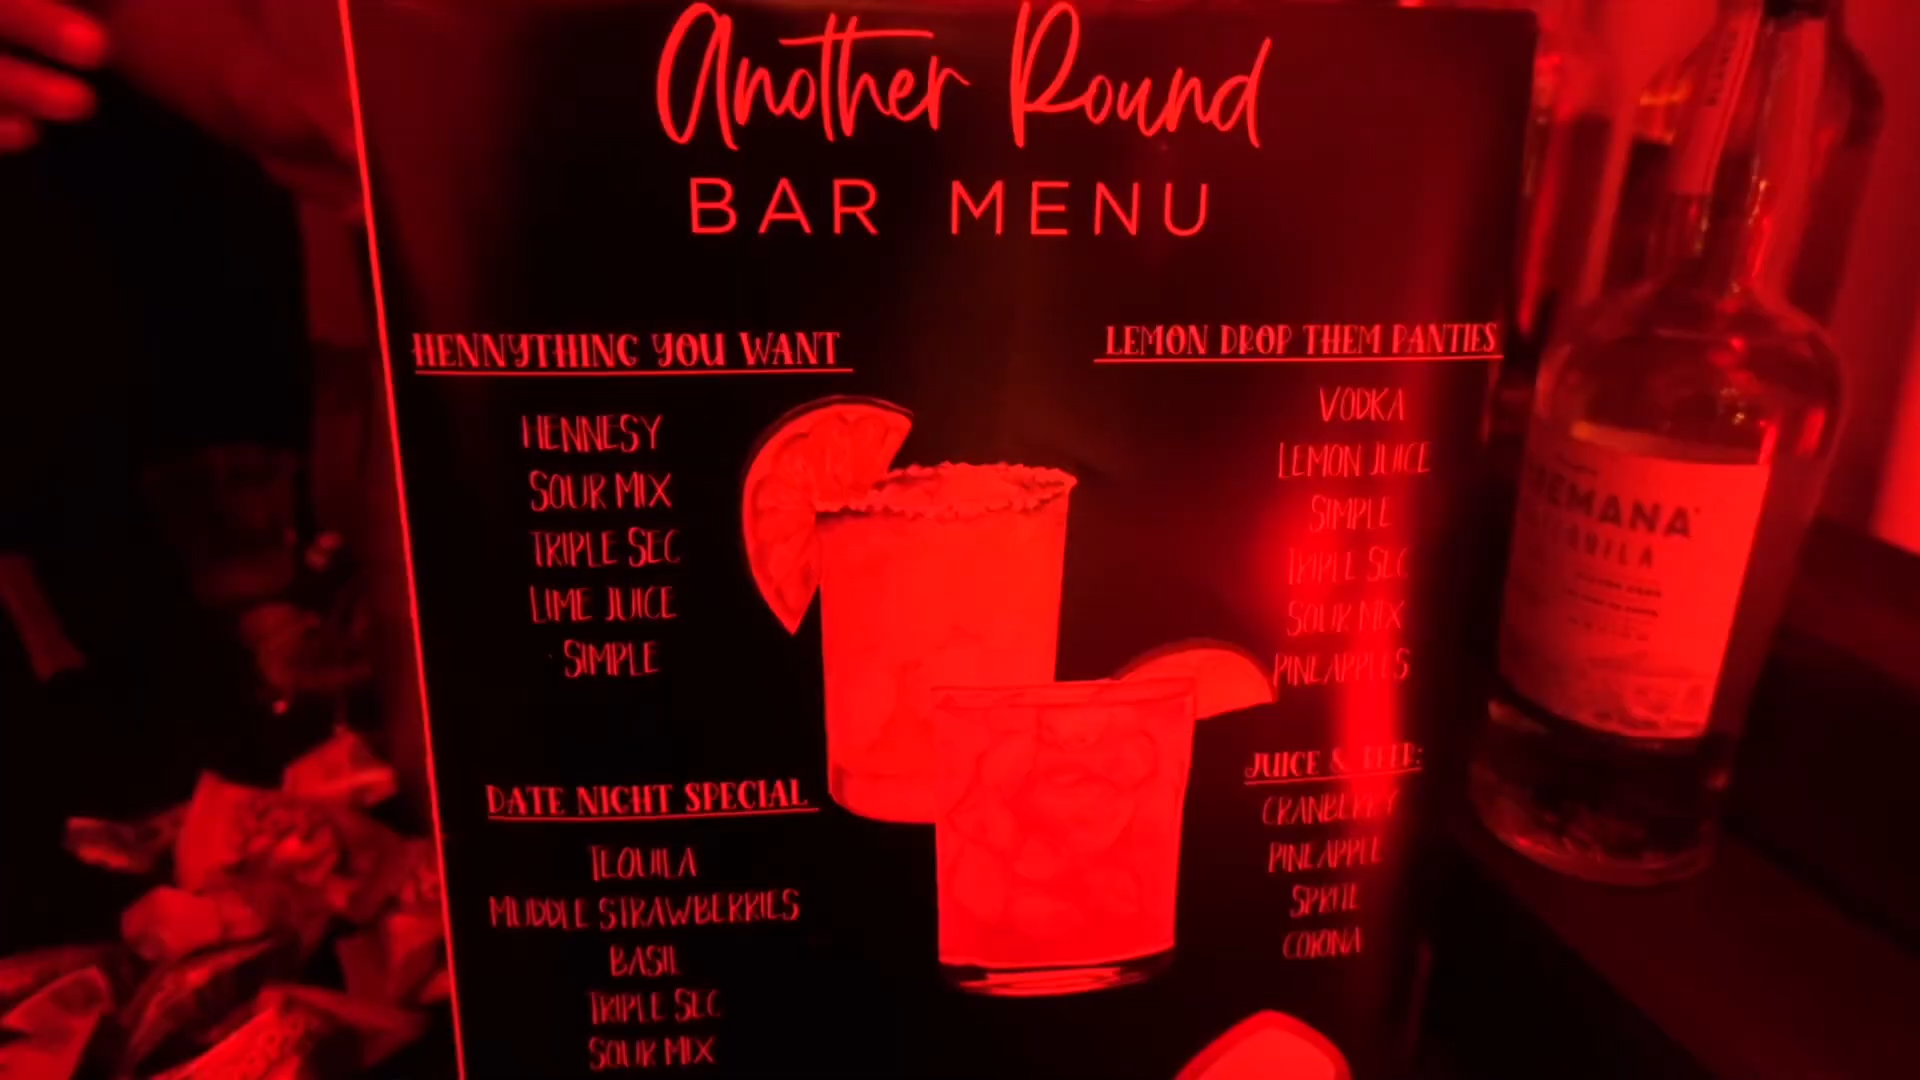 Another Round
BAR MENU
HENNYTHING YOU WANT
HENNESY
SOUR MIX
TRIPLE SEC
LIME JUICE
SIMPLE
DATE NIGHT SPECIAL
TEQUILA
MUDDLE STRAWBERRIES
BASIL
TRIPLE SEC
SOUR MIX
LEMON DROP THEM PANTIES
VODKA
LEMON JUICE
SIMPLE
TRIPLE SEC
SOUR MIX
PINEAPPLES
JUICE & BEER:
CRANBERRY
PINEAPPLE
SPRITE
CORONA